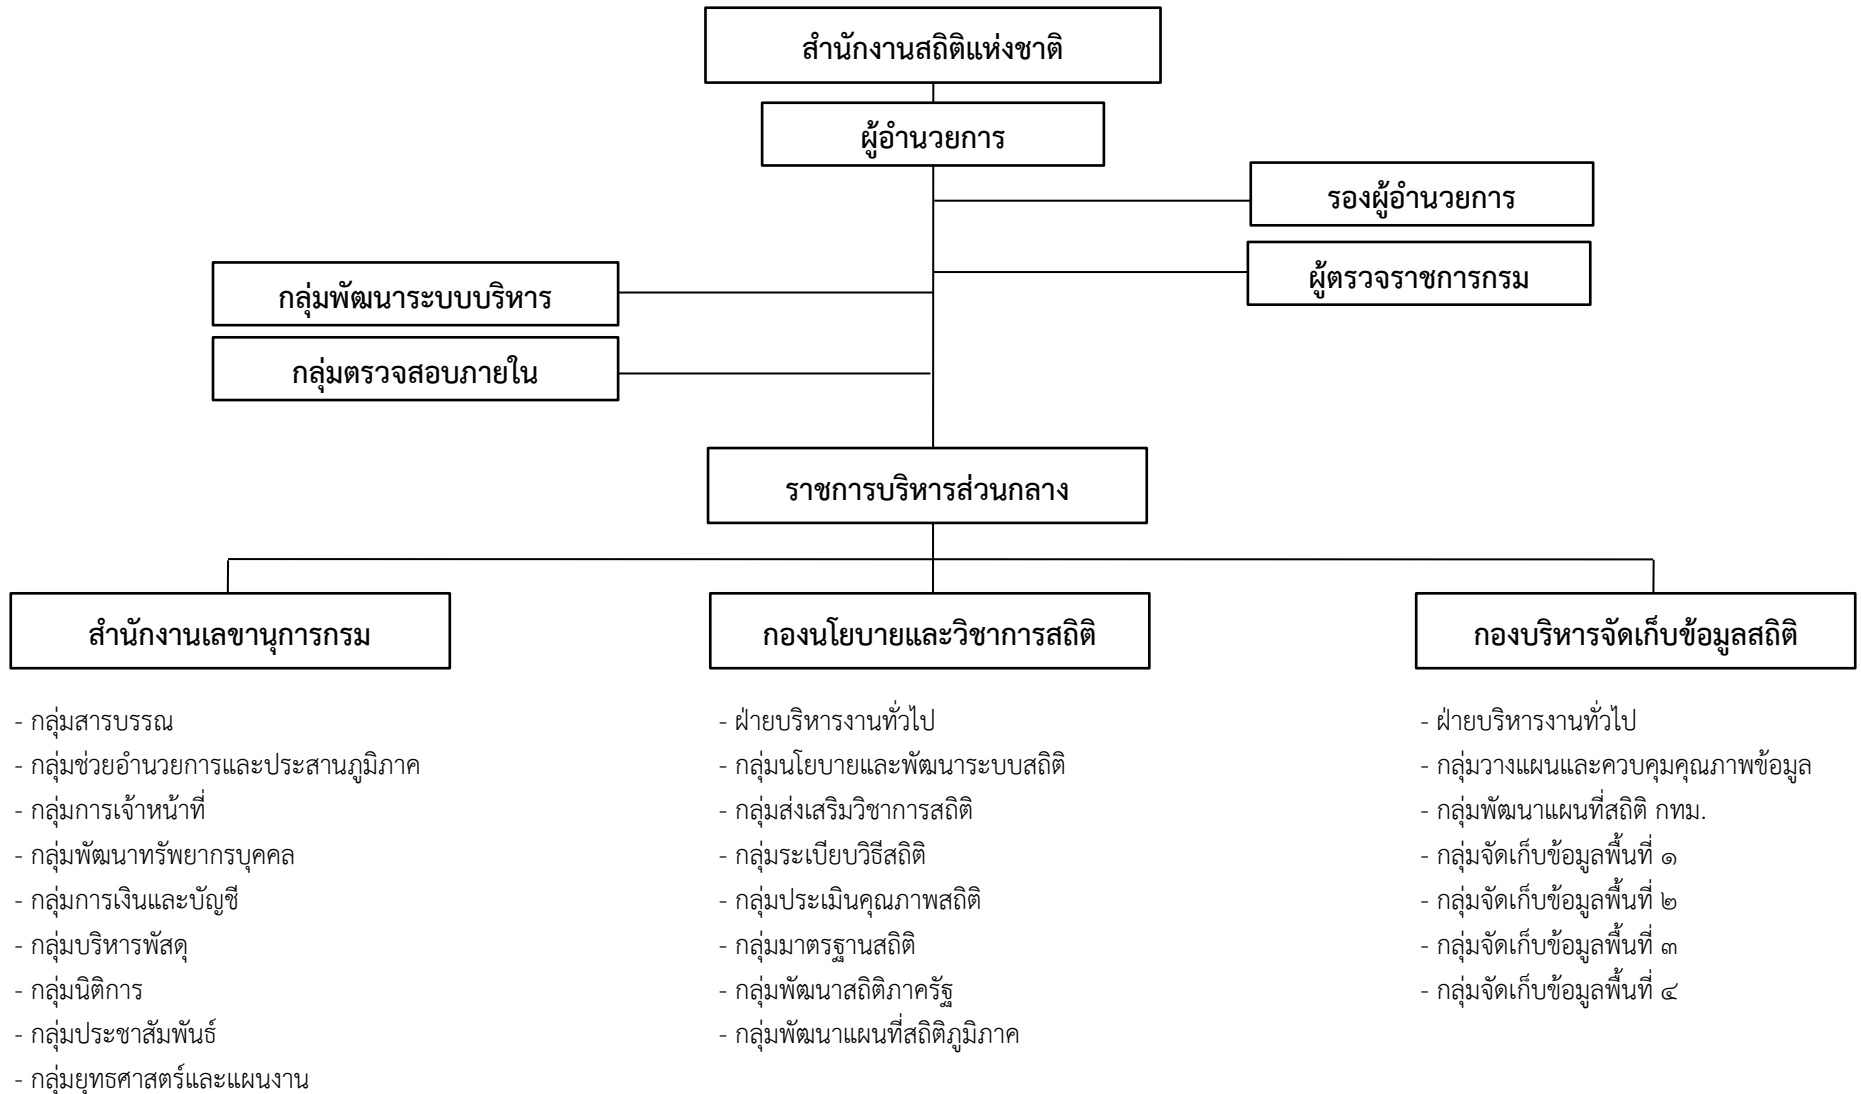 สำนักงานสถิติแห่งชาติ
ผู้อำนวยการ
รองผู้อำนวยการ
ผู้ตรวจราชการกรม
กลุ่มพัฒนาระบบบริหาร
กลุ่มตรวจสอบภายใน
ราชการบริหารส่วนกลาง
สำนักงานเลขานุการกรม
- กลุ่มสารบรรณ
- กลุ่มช่วยอำนวยการและประสานภูมิภาค
- กลุ่มการเจ้าหน้าที่
- กลุ่มพัฒนาทรัพยากรบุคคล
- กลุ่มการเงินและบัญชี
- กลุ่มบริหารพัสดุ
- กลุ่มนิติการ
- กลุ่มประชาสัมพันธ์
- กลุ่มยุทธศาสตร์และแผนงาน
กองนโยบายและวิชาการสถิติ
- ฝ่ายบริหารงานทั่วไป
- กลุ่มนโยบายและพัฒนาระบบสถิติ
- กลุ่มส่งเสริมวิชาการสถิติ
- กลุ่มระเบียบวิธีสถิติ
- กลุ่มประเมินคุณภาพสถิติ
- กลุ่มมาตรฐานสถิติ
- กลุ่มพัฒนาสถิติภาครัฐ
- กลุ่มพัฒนาแผนที่สถิติภูมิภาค
กองบริหารจัดเก็บข้อมูลสถิติ
- ฝ่ายบริหารงานทั่วไป
- กลุ่มวางแผนและควบคุมคุณภาพข้อมูล
- กลุ่มพัฒนาแผนที่สถิติ กทม.
- กลุ่มจัดเก็บข้อมูลพื้นที่ ๑
- กลุ่มจัดเก็บข้อมูลพื้นที่ ๒
- กลุ่มจัดเก็บข้อมูลพื้นที่ ๓
- กลุ่มจัดเก็บข้อมูลพื้นที่ ๔